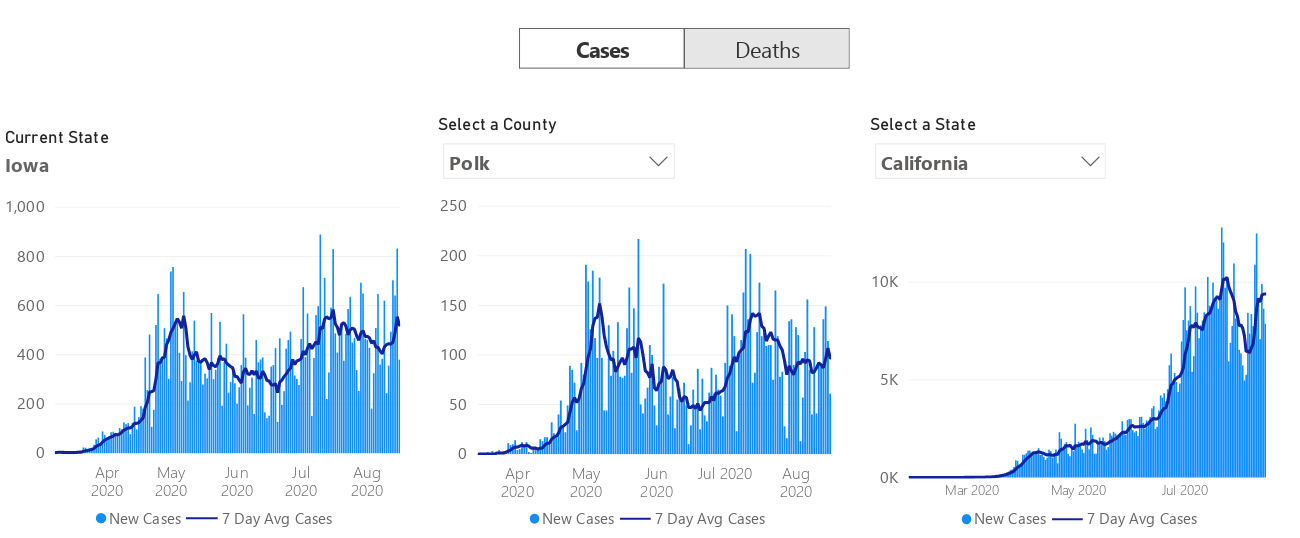 Cases Deaths
Current State
Iowa
1,000
800
600
400
200
0
Apr 2020
May 2020
Jun 2020
Jul 2020
Aug 2020
New Cases 7 Day Avg Cases
Select a County
Polk
250
200
150
100
50
0
Apr 2020
May 2020
Jun 2020
Jul 2020
Aug 2020
New Cases 7 Day Avg Cases
Select a State
California
10K
5K
0K
Mar 2020 May 2020 Jul 2020
New Cases 7 Day Avg Cases